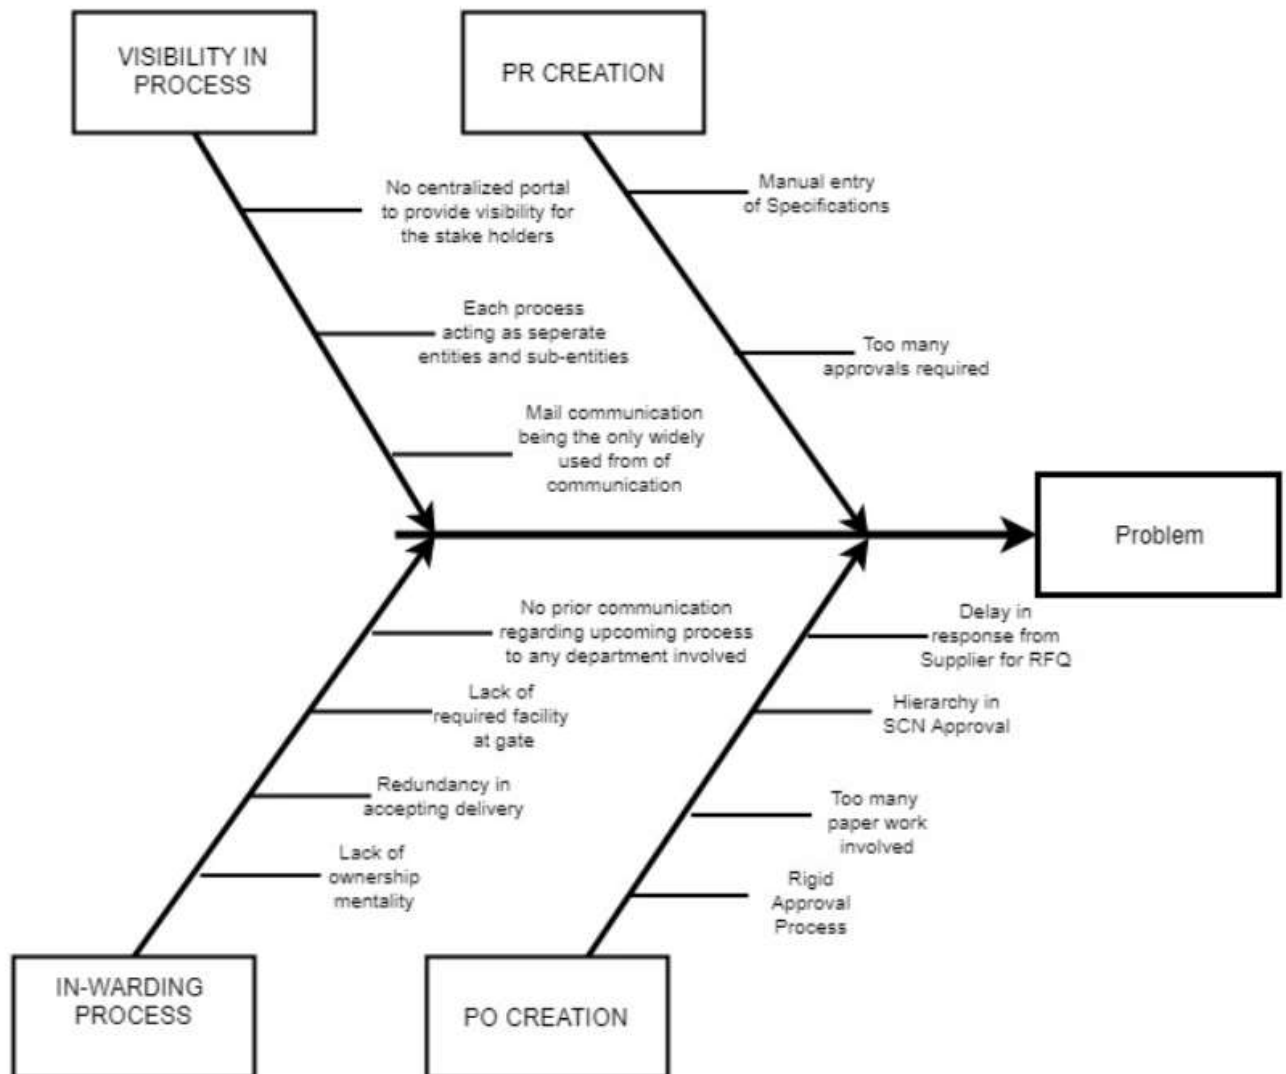 VISIBILITY IN
PROCESS
PR CREATION
No centralized portal
to provide visibility for
the stake holders
Manual entry
of Specifications
Each process
acting as seperate
entities and sub-entities
Too many
approvals required
Mail communication
being the only widely
used from of
communication
Problem
No prior communication
regarding upcoming process
to any department involved
Delay in
response from
Supplier for RFQ
Lack of
required facility
at gate
Hierarchy in
SCN Approval
Redundancy in
accepting delivery
Too many
paper work
involved
Lack of
ownership
mentality
Rigid
Approval
Process
IN-WARDING
PROCESS
PO CREATION